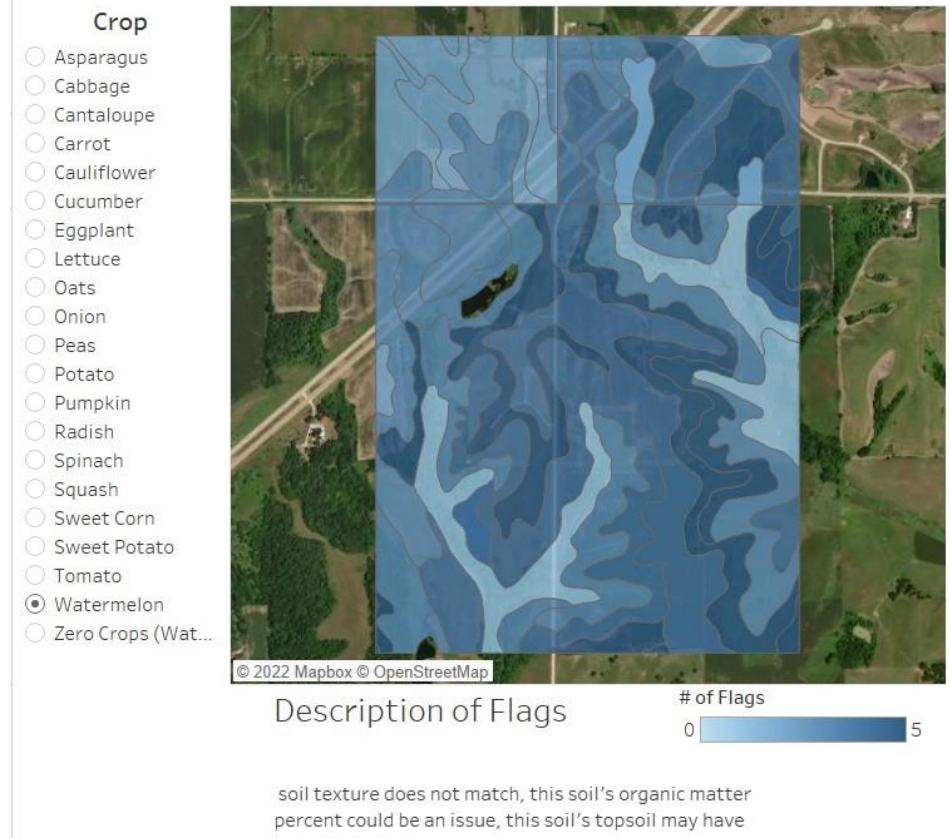 Crop
Asparagus
Cabbage
Cantaloupe
Carrot
Cauliflower
Cucumber
Eggplant
Lettuce
Oats
Onion
Peas
Potato
Pumpkin
Radish
Spinach
Squash
Sweet Corn
Sweet Potato
Tomato
Watermelon
Zero Crops (Wat...
© 2022 Mapbox © OpenStreetMap
Description of Flags
# of Flags
0 5
soil texture does not match, this soil's organic matter
percent could be an issue, this soil's topsoil may have